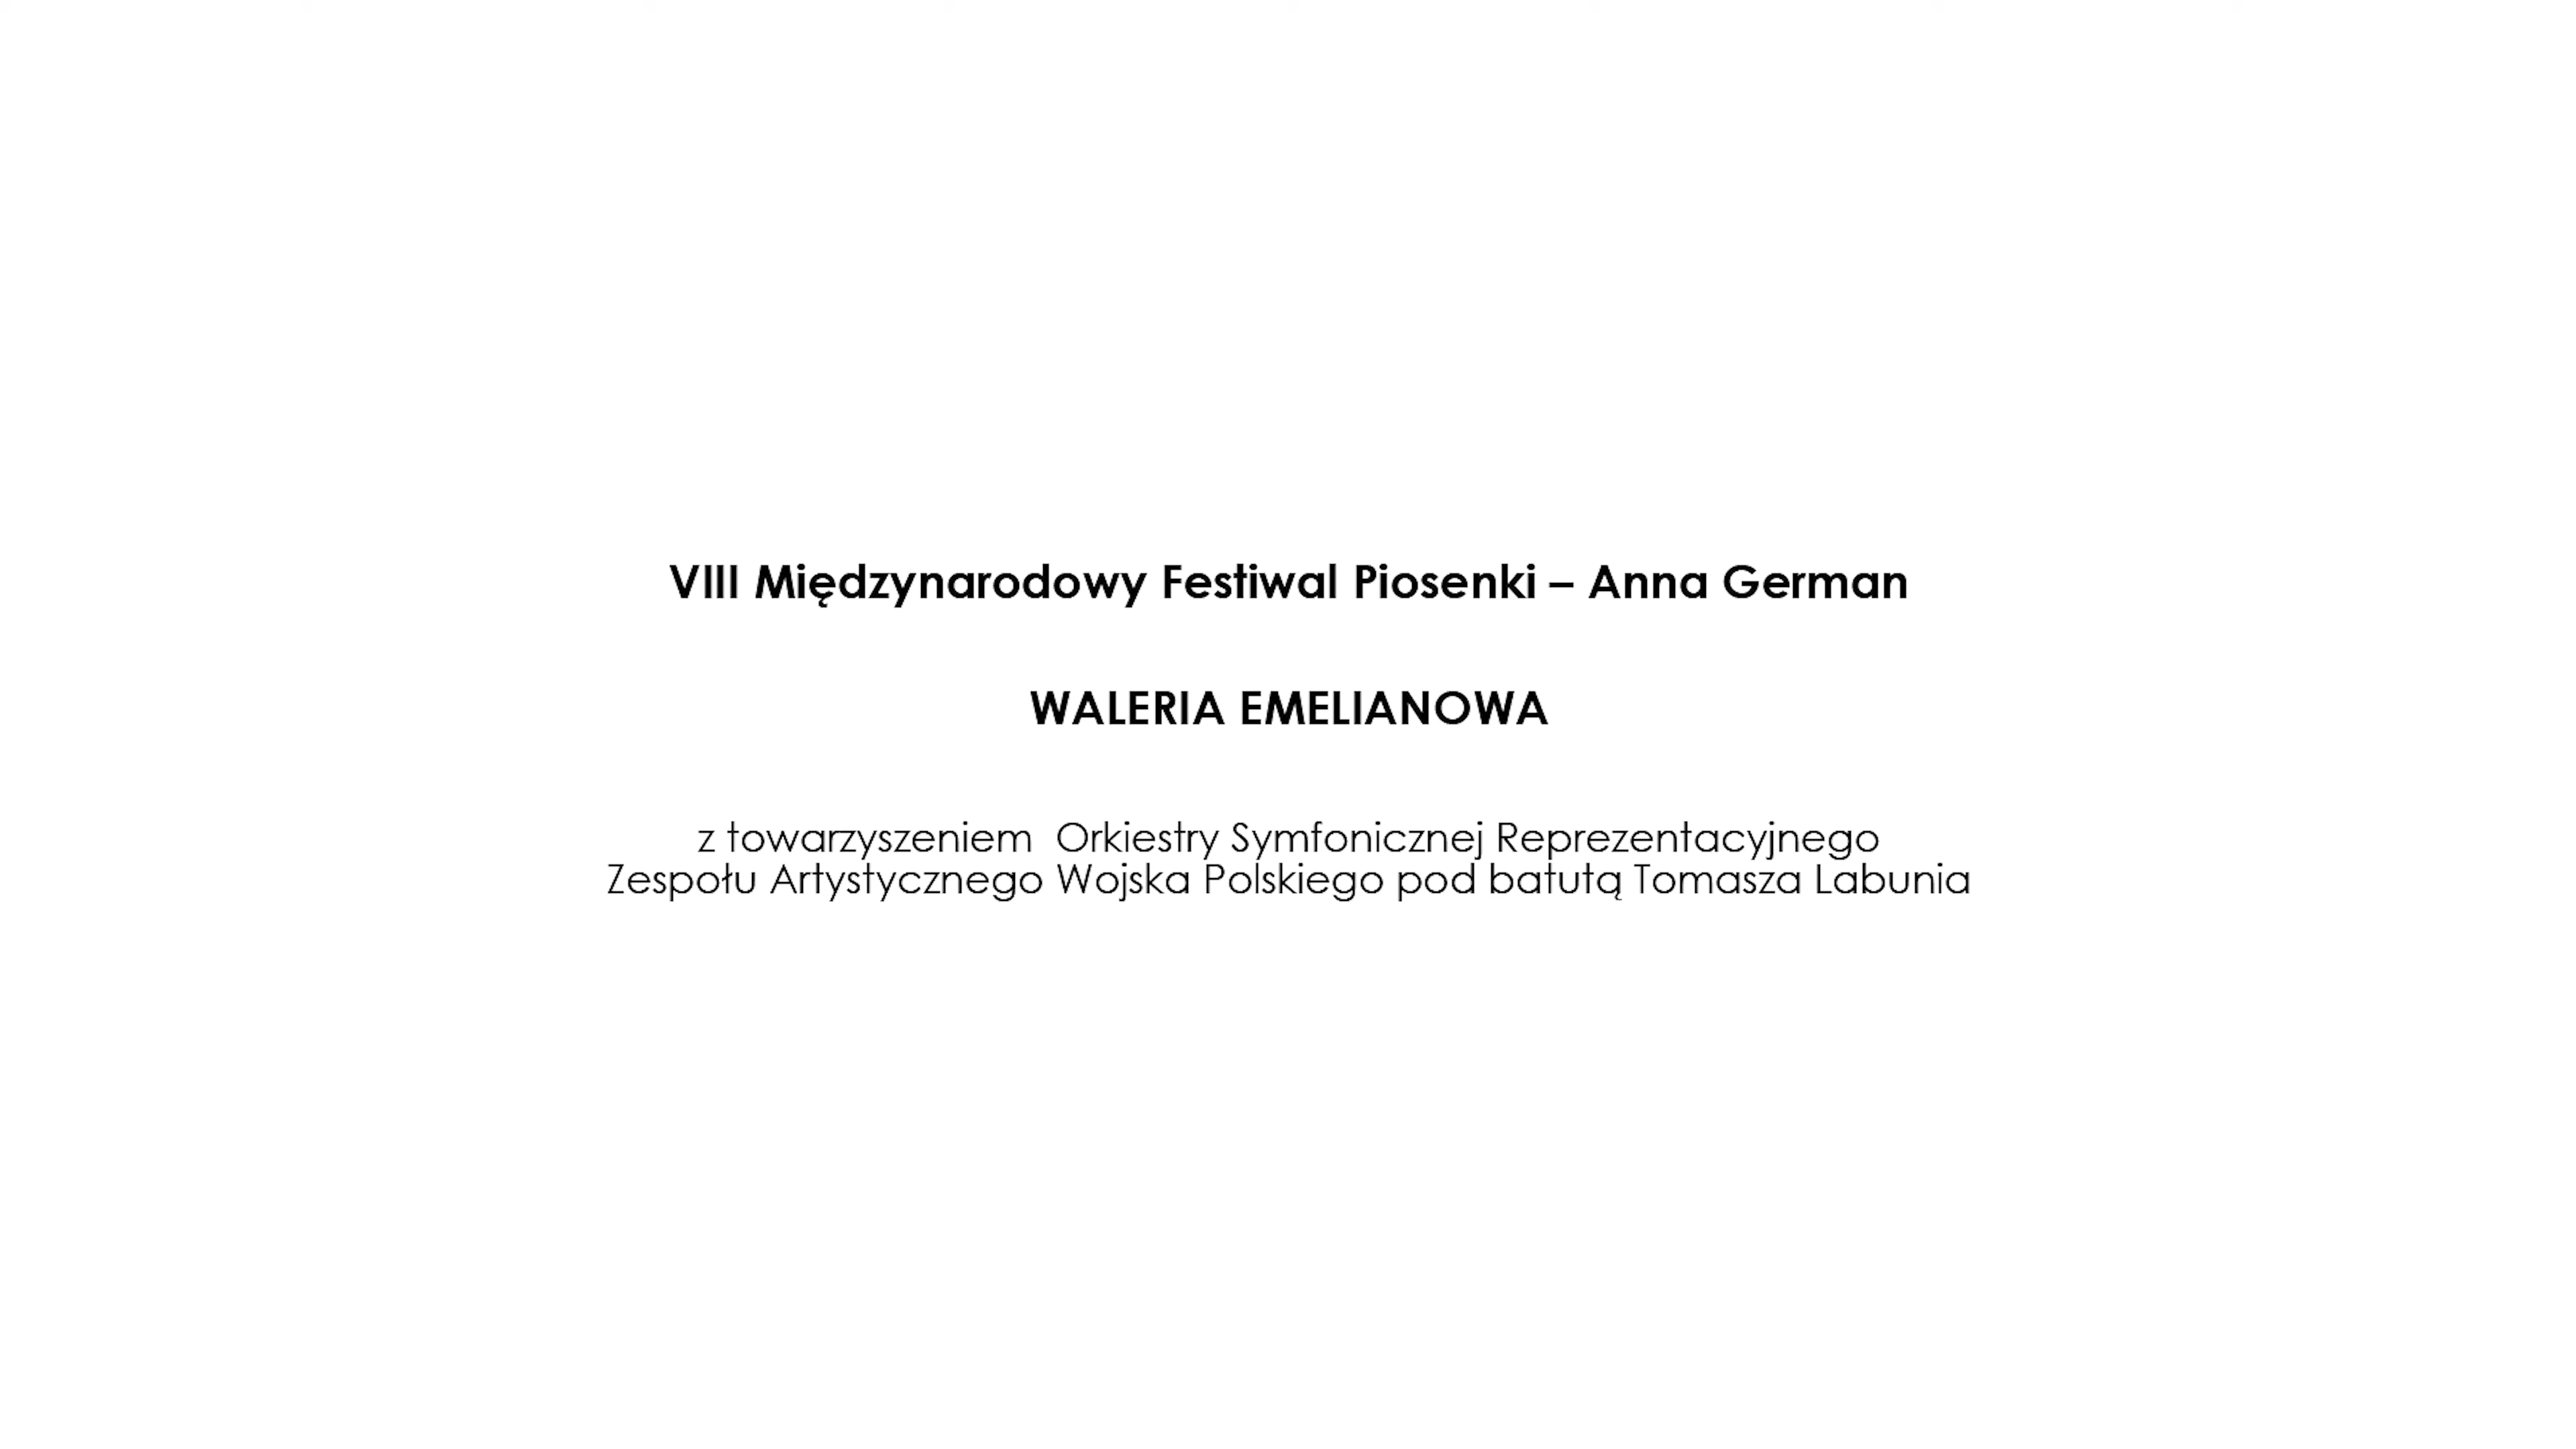 VIII Międzynarodowy Festiwal Piosenki – Anna German
WALERIA EMELIANOWA
z towarzyszeniem  Orkiestry Symfonicznej Reprezentacyjnego
Zespołu Artystycznego Wojska Polskiego pod batutą Tomasza Labunia